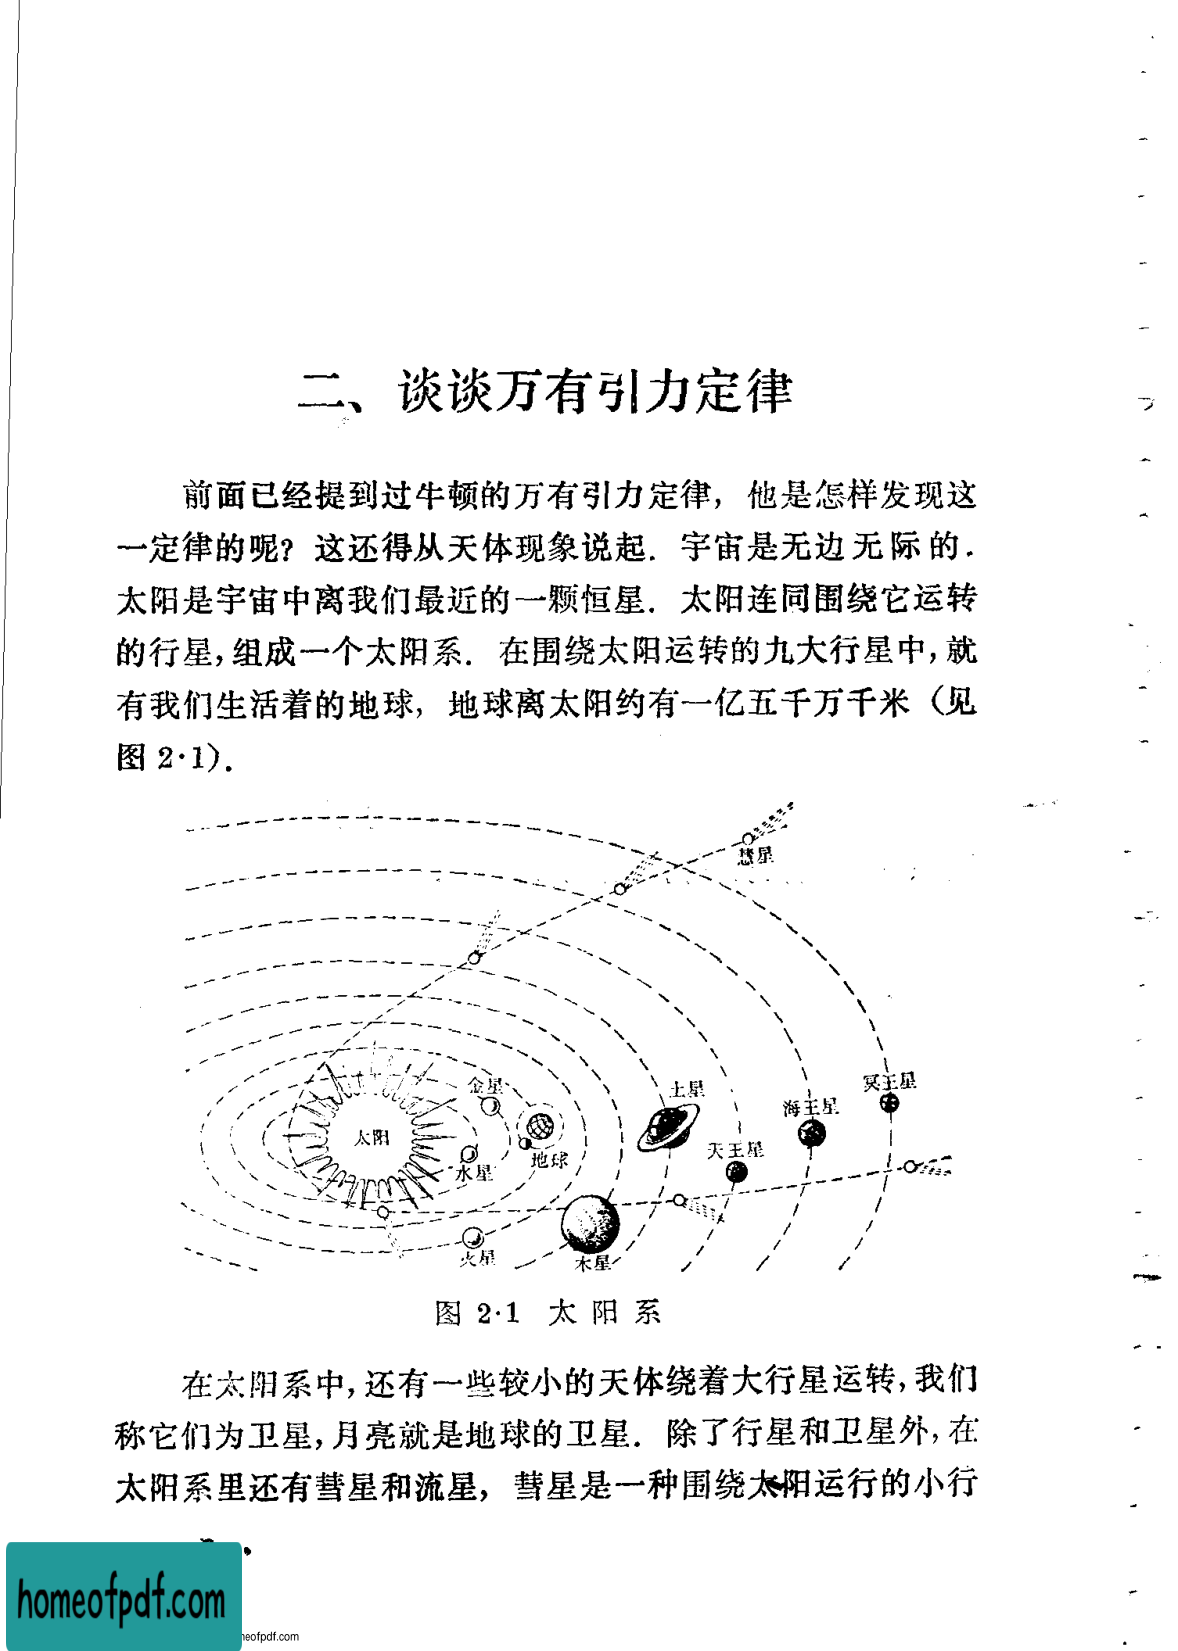 二、谈谈万有引力定律
前面已经提到过牛顿的万有引力定律，他是怎样发现这
一定律的呢？这还得从天体现象说起．宇宙是无边无际的．
太阳是宇宙中离我们最近的一颗恒星．太阳连同围绕它运转
的行星，组成一个太阳系．在围绕太阳运转的九大行星中，就
有我们生活着的地球，地球离太阳约有一亿五千万千米（见
图 2·1）．
慧星
冥王星
金星
土星
海王星
太阳
天王星
地球
水星
火星
木星
图 2·1 太阳系
在太阳系中，还有一些较小的天体绕着大行星运转，我们
称它们为卫星，月亮就是地球的卫星．除了行星和卫星外，在
太阳系里还有彗星和流星，彗星是一种围绕太阳运行的小行
homeofpdf.com
eofpdf.com